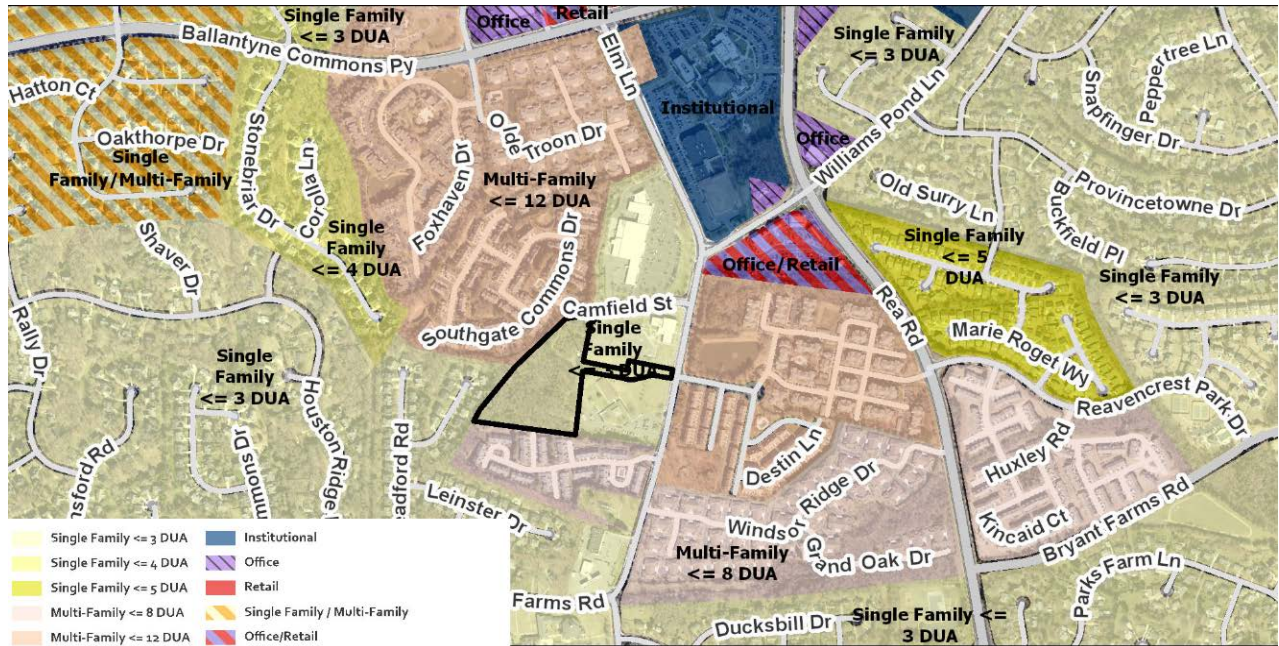 Single Family
<= 3 DUA
Office
Retail
Ballantyne Commons Py
Elm Ln
Single Family
<= 3 DUA
Peppertree Ln
Snapfinger Dr
Hatton Ct
Oakthorpe Dr
Single
Family/Multi-Family
Stonebriar Dr
Corolla Ln
Foxhaven Dr
Olde
Troon Dr
Institutional
Office
Williams Pond Ln
Old Surry Ln
Buckfield Pl
Provincetowne Dr
Multi-Family
<= 12 DUA
Shaver Dr
Single
Family
<= 4 DUA
Southgate Commons Dr
Office/Retail
Single Family
<= 5
DUA
Single Family
<= 3 DUA
Rally Dr
Camfield St
Single
Family
DUA
Rea Rd
Marie Roget Wy
Single
Family
<= 3 DUA
Houston Ridge
Reavencrest Park Dr
Destin Ln
Huxley Rd
Leinster Dr
Windsor Ridge Dr
Grand Oak Dr
Kincaid Ct
Bryant Farms Rd
Multi-Family
<= 8 DUA
Parks Farm Ln
Farms Rd
Ducksbill Dr
Single Family <=
3 DUA
Single Family <= 3 DUA
Single Family <= 4 DUA
Single Family <= 5 DUA
Multi-Family <= 8 DUA
Multi-Family <= 12 DUA
Institutional
Office
Retail
Single Family / Multi-Family
Office/Retail